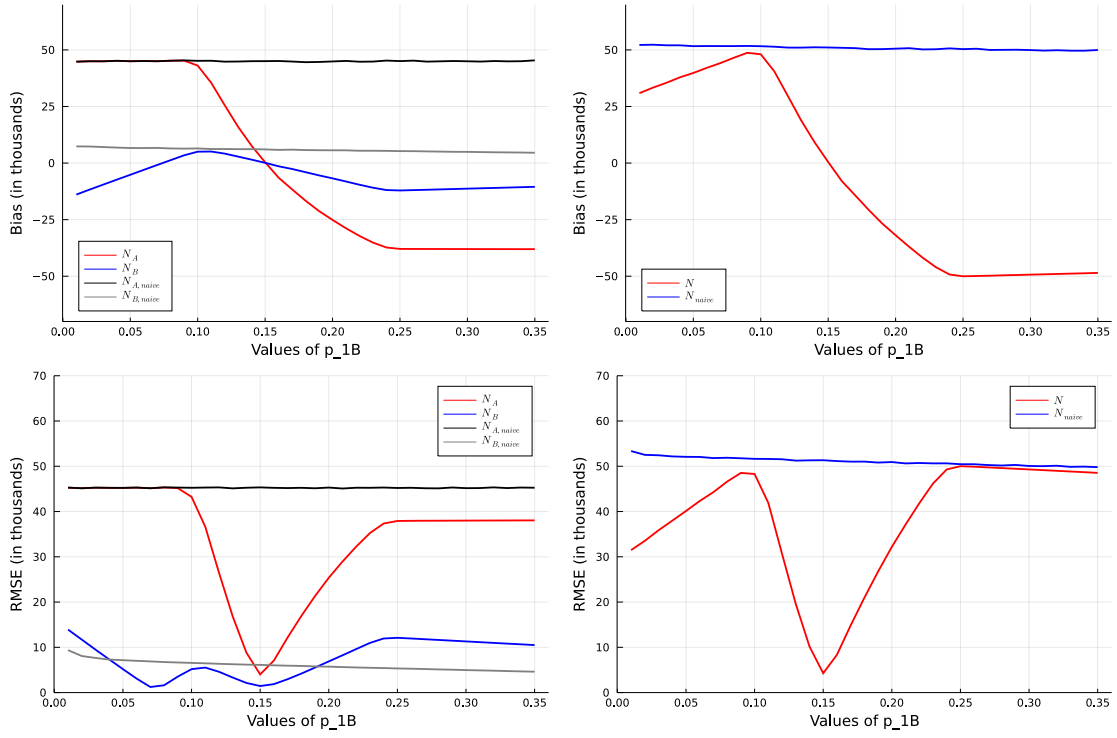 Bias (in thousands)
50
25
0
−25
−50
N_A
N_B
N_A, naive
N_B, naive
0.00 0.05 0.10 0.15 0.20 0.25 0.30 0.35
Values of p_1B
Bias (in thousands)
50
25
0
−25
−50
N
N_naive
0.00 0.05 0.10 0.15 0.20 0.25 0.30 0.35
Values of p_1B
RMSE (in thousands)
70
60
50
40
30
20
10
0
N_A
N_B
N_A, naive
N_B, naive
0.00 0.05 0.10 0.15 0.20 0.25 0.30 0.35
Values of p_1B
RMSE (in thousands)
70
60
50
40
30
20
10
0
N
N_naive
0.00 0.05 0.10 0.15 0.20 0.25 0.30 0.35
Values of p_1B